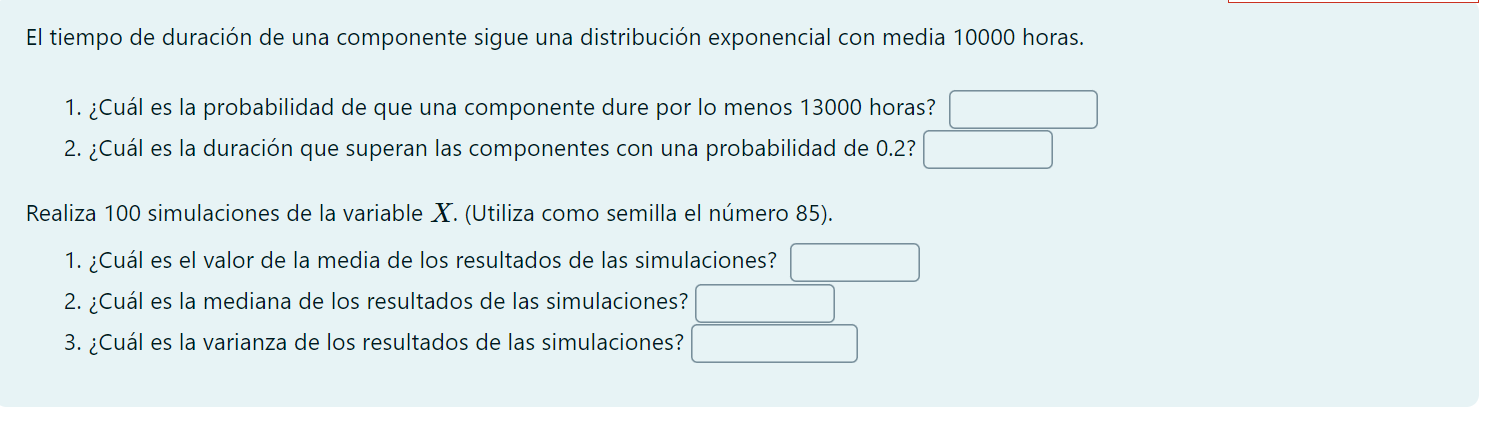 El tiempo de duración de una componente sigue una distribución exponencial con media 10000 horas.
1. ¿Cuál es la probabilidad de que una componente dure por lo menos 13000 horas?
2. ¿Cuál es la duración que superan las componentes con una probabilidad de 0.2?
Realiza 100 simulaciones de la variable X. (Utiliza como semilla el número 85).
1. ¿Cuál es el valor de la media de los resultados de las simulaciones?
2. ¿Cuál es la mediana de los resultados de las simulaciones?
3. ¿Cuál es la varianza de los resultados de las simulaciones?